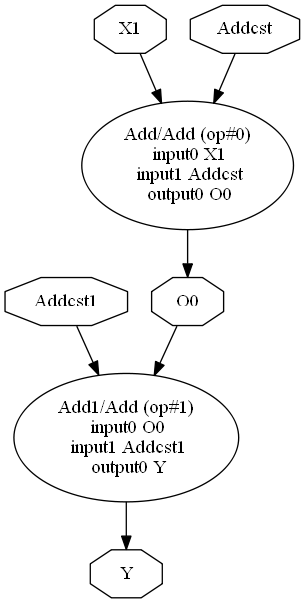 X1
Addcst
Add/Add (op#0)
input0 X1
input1 Addcst
output0 O0
Addcst1
O0
Add1/Add (op#1)
input0 O0
input1 Addcst1
output0 Y
Y